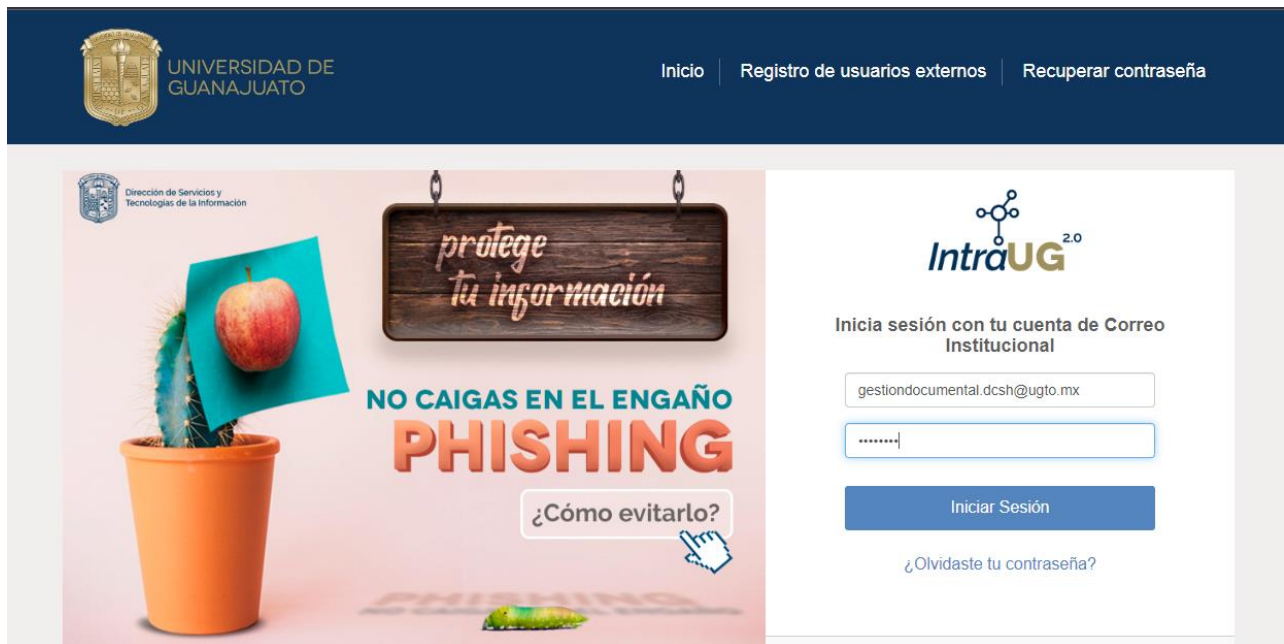 UNIVERSIDAD DE
GUANAJUATO
Inicio
Registro de usuarios externos
Recuperar contraseña
Dirección de Servicios y
Tecnologías de la Información
protege
tu información
NO CAIGAS EN EL ENGAÑO
PHISHING
¿Cómo evitarlo?
IntraUG 2.0
Inicia sesión con tu cuenta de Correo
Institucional
gestiondocumental.dcsh@ugto.mx
••••••••
Iniciar Sesión
¿Olvidaste tu contraseña?